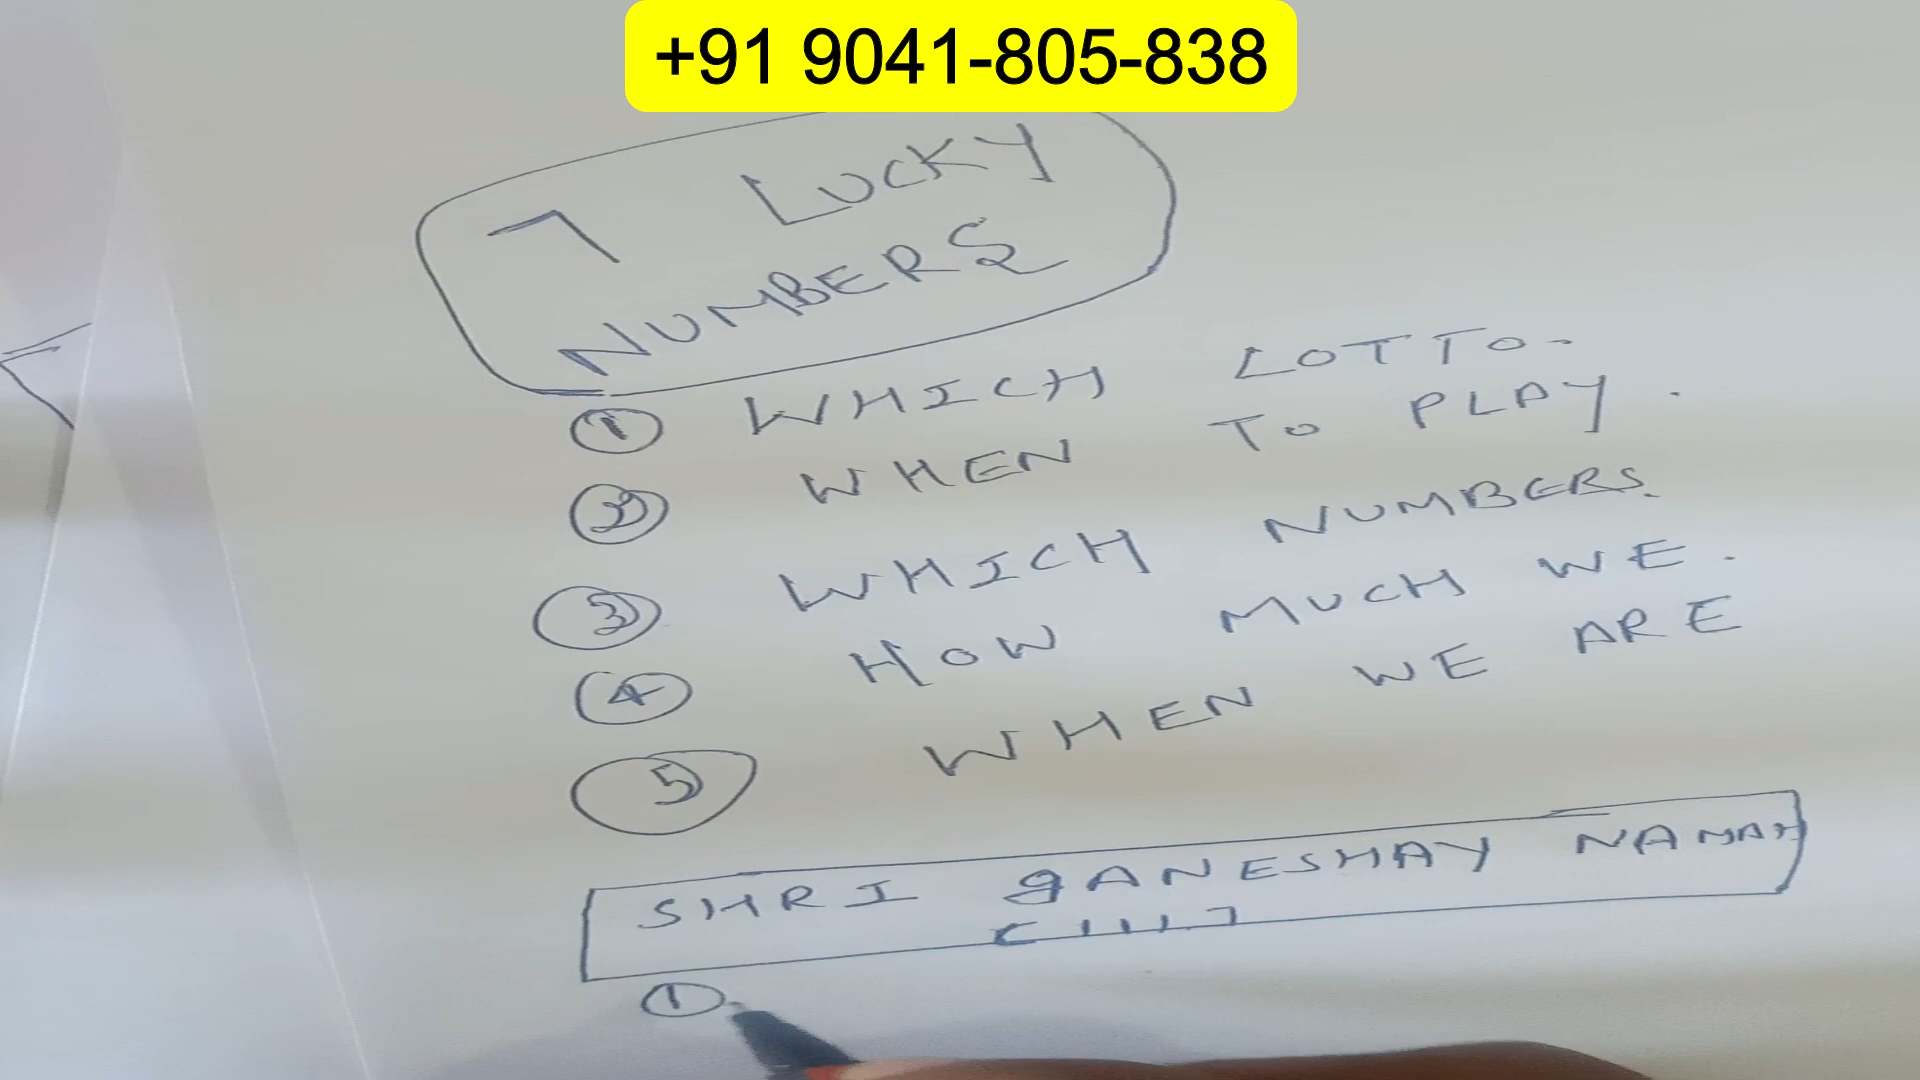 +91 9041-805-838
7 LUCKY
NUMBERS
① WHICH LOTTO.
② WHEN TO PLAY.
③ WHICH NUMBERS.
④ HOW MUCH WE.
⑤ WHEN WE ARE
SHRI gANESHAY NAMAH
[111]
①